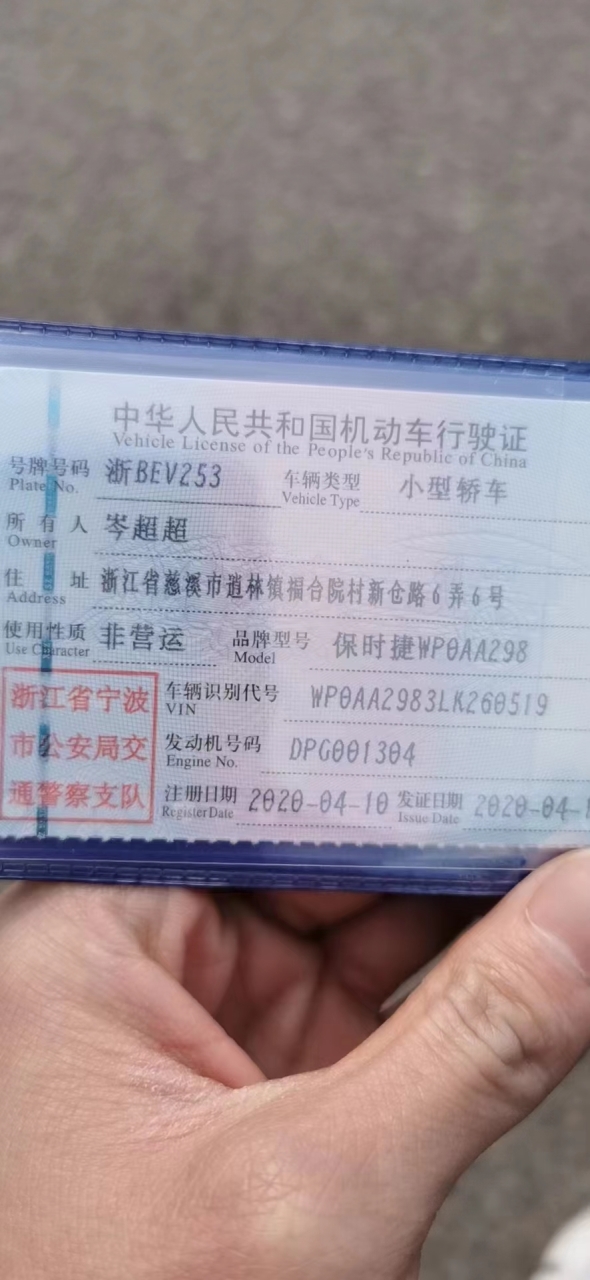 中华人民共和国机动车行驶证
Vehicle License of the People's Republic of China
号牌号码 浙BEV253 车辆类型 小型轿车
Plate No. Vehicle Type
所有人 岑超超
Owner
住址 浙江省慈溪市逍林镇福合院村新仓路6弄6号
Address
使用性质 非营运 品牌型号 保时捷WP0AA298
Use Character Model
浙江省宁波
市公安局交
通警察支队
车辆识别代号 WP0AA2983LK260519
VIN
发动机号码 DPG001304
Engine No.
注册日期 2020-04-10 发证日期 2020-04-
Register Date Issue Date